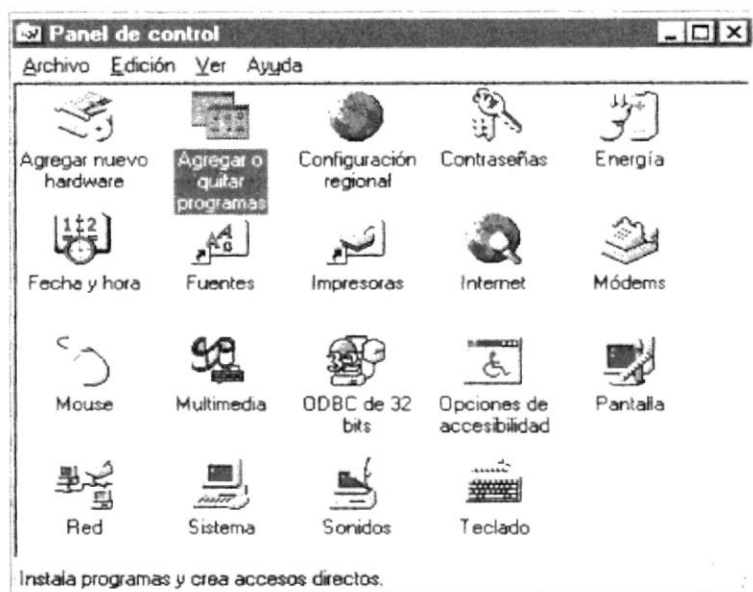 Panel de control
Archivo Edición Ver Ayuda
Agregar nuevo hardware
Agregar o quitar programas
Configuración regional
Contraseñas
Energía
Fecha y hora
Fuentes
Impresoras
Internet
Módems
Mouse
Multimedia
ODBC de 32 bits
Opciones de accesibilidad
Pantalla
Red
Sistema
Sonidos
Teclado
Instala programas y crea accesos directos.